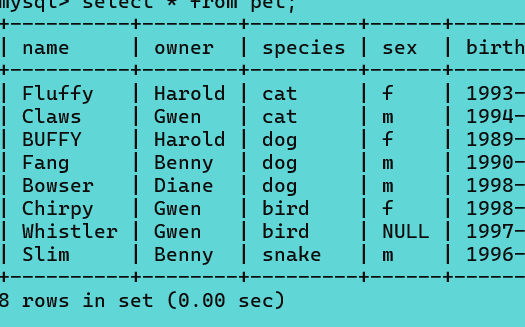 mysql> select * from pet;
| name | owner | species | sex | birth
| Fluffy | Harold | cat | f | 1993-
| Claws | Gwen | cat | m | 1994-
| BUFFY | Harold | dog | f | 1989-
| Fang | Benny | dog | m | 1990-
| Bowser | Diane | dog | m | 1998-
| Chirpy | Gwen | bird | f | 1998-
| Whistler | Gwen | bird | NULL | 1997-
| Slim | Benny | snake | m | 1996-
8 rows in set (0.00 sec)